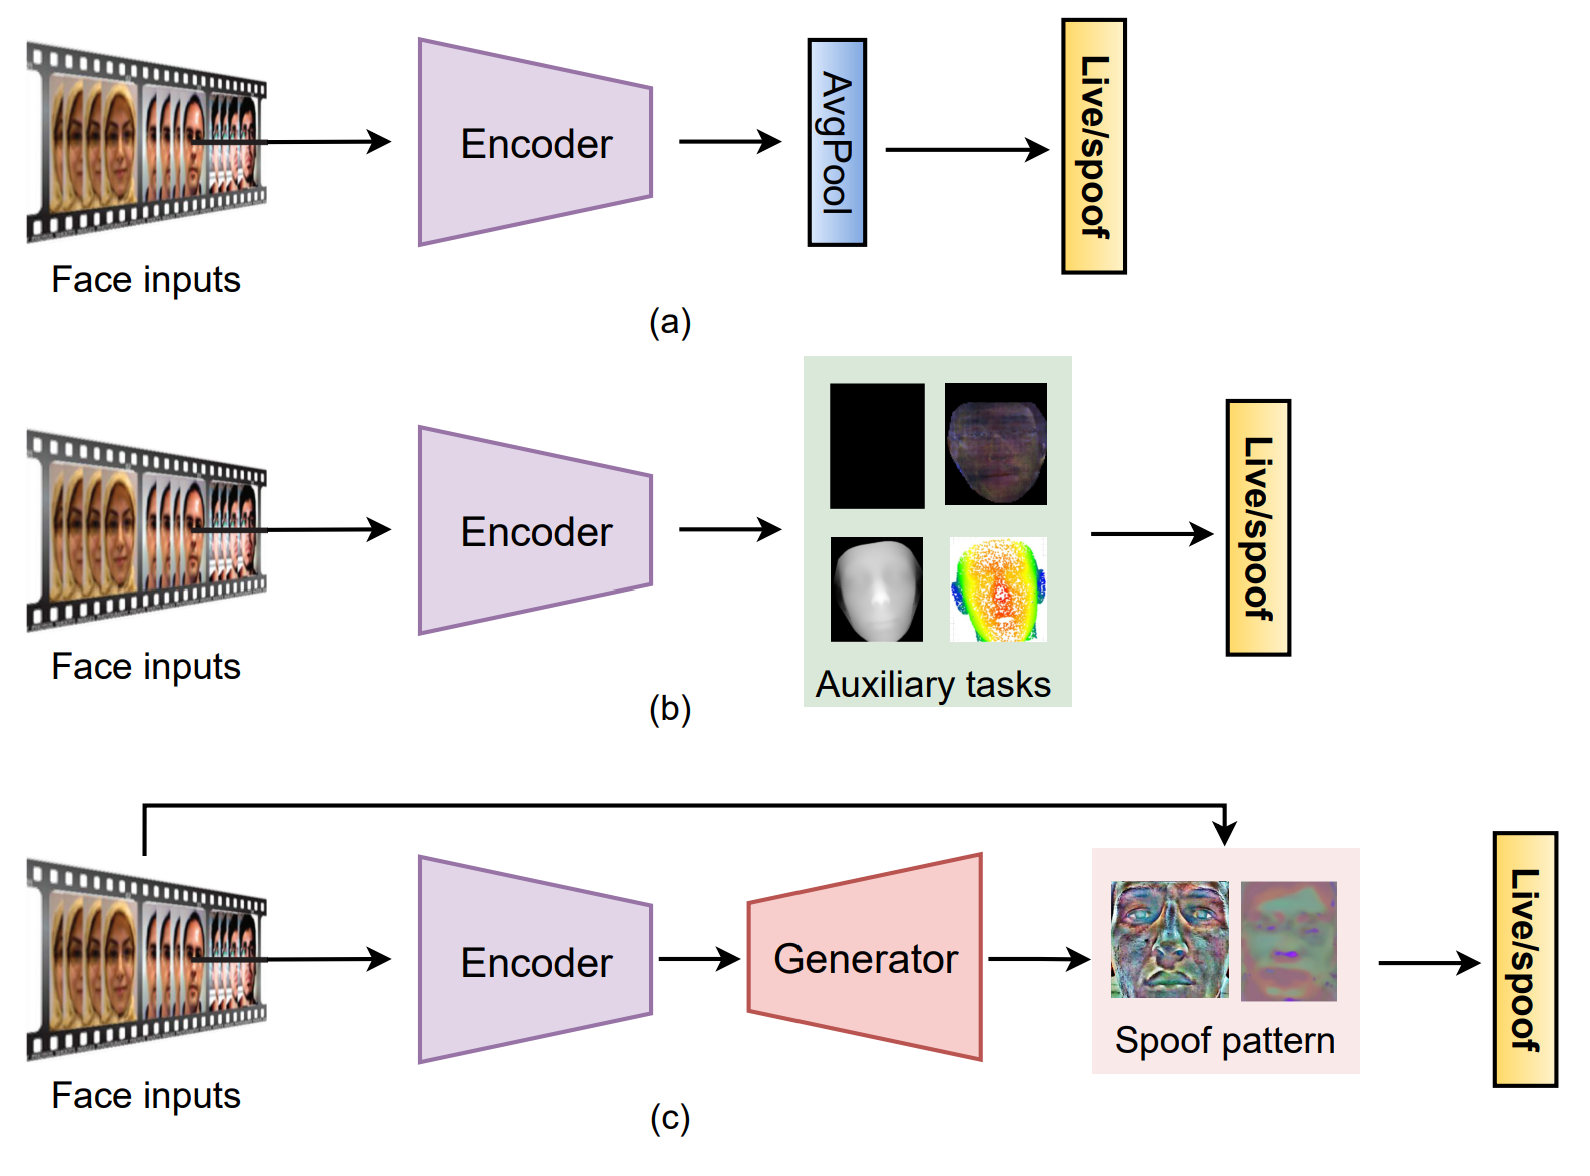 Encoder
AvgPool
Live/spoof
Face inputs
(a)
Encoder
Live/spoof
Face inputs
Auxiliary tasks
(b)
Encoder
Generator
Spoof pattern
Live/spoof
Face inputs
(c)